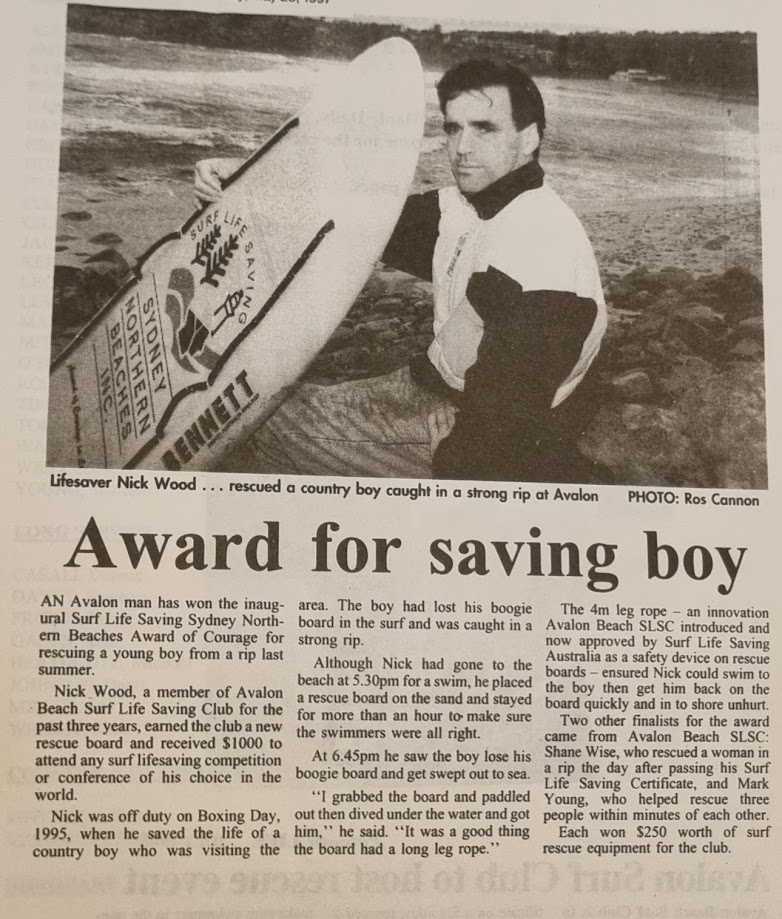 SURF LIFE SAVING
SYDNEY
NORTHERN
BEACHES
INC.
BENNETT
Lifesaver Nick Wood . . . rescued a country boy caught in a strong rip at Avalon PHOTO: Ros Cannon
Award for saving boy
AN Avalon man has won the inaug-
ural Surf Life Saving Sydney North-
ern Beaches Award of Courage for
rescuing a young boy from a rip last
summer.
Nick Wood, a member of Avalon
Beach Surf Life Saving Club for the
past three years, earned the club a new
rescue board and received $1000 to
attend any surf lifesaving competition
or conference of his choice in the
world.
Nick was off duty on Boxing Day,
1995, when he saved the life of a
country boy who was visiting the
area. The boy had lost his boogie
board in the surf and was caught in a
strong rip.
Although Nick had gone to the
beach at 5.30pm for a swim, he placed
a rescue board on the sand and stayed
for more than an hour to make sure
the swimmers were all right.
At 6.45pm he saw the boy lose his
boogie board and get swept out to sea.
“I grabbed the board and paddled
out then dived under the water and got
him,” he said. “It was a good thing
the board had a long leg rope.”
The 4m leg rope – an innovation
Avalon Beach SLSC introduced and
now approved by Surf Life Saving
Australia as a safety device on rescue
boards – ensured Nick could swim to
the boy then get him back on the
board quickly and in to shore unhurt.
Two other finalists for the award
came from Avalon Beach SLSC:
Shane Wise, who rescued a woman in
a rip the day after passing his Surf
Life Saving Certificate, and Mark
Young, who helped rescue three
people within minutes of each other.
Each won $250 worth of surf
rescue equipment for the club.
Avalon Surf Club to host rescue event